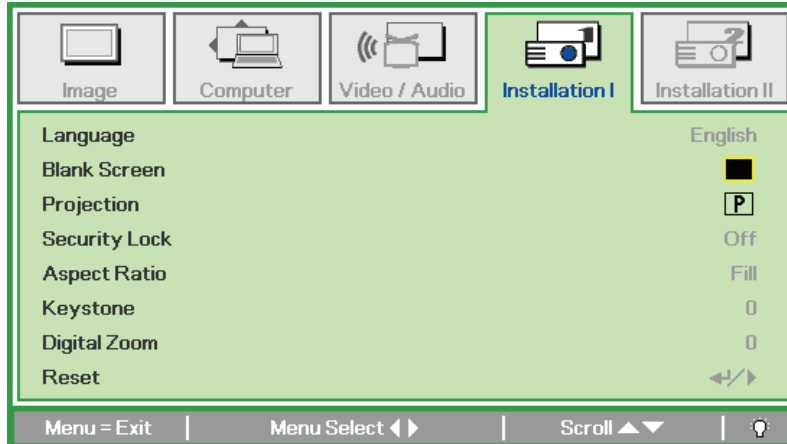 Image
Computer
Video / Audio
Installation I
Installation II
Language English
Blank Screen
Projection P
Security Lock Off
Aspect Ratio Fill
Keystone 0
Digital Zoom 0
Reset /
Menu = Exit Menu Select Scroll